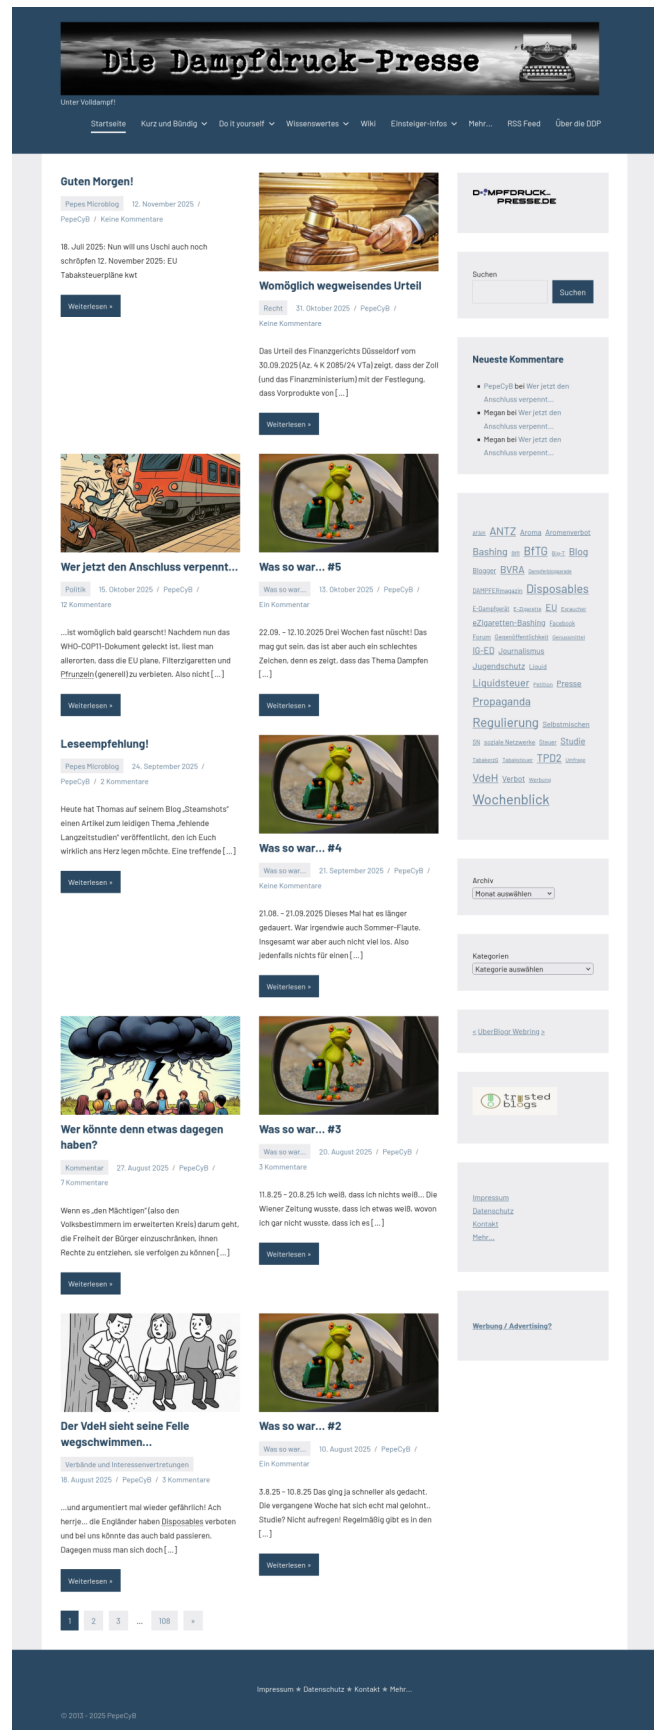 Die Dampfdruck-Presse
Unter Volldampf!
Startseite Kurz und Bündig Do it yourself Wissenswertes Wiki Einsteiger-Infos Mehr... RSS Feed Über die DDP
Guten Morgen!
Pepes Microblog 12. November 2025 /
PepeCyB / Keine Kommentare
18. Juli 2025: Nun will uns Uschi auch noch
schröpfen 12. November 2025: EU
Tabaksteuerpläne kwt
Weiterlesen »
Womöglich wegweisendes Urteil
Recht 31. Oktober 2025 / PepeCyB /
Keine Kommentare
Das Urteil des Finanzgerichts Düsseldorf vom
30.09.2025 (Az. 4 K 2085/24 VTa) zeigt, dass der Zoll
(und das Finanzministerium) mit der Festlegung,
dass Vorprodukte von [...]
Weiterlesen »
Wer jetzt den Anschluss verpennt...
Politik 15. Oktober 2025 / PepeCyB /
12 Kommentare
...ist womöglich bald gearscht! Nachdem nun das
WHO-COP11-Dokument geleckt ist, liest man
allerorten, dass die EU plane, Filterzigaretten und
Pfrunzeln (generell) zu verbieten. Also nicht [...]
Weiterlesen »
Was so war... #5
Was so war... 13. Oktober 2025 / PepeCyB /
Ein Kommentar
22.09. – 12.10.2025 Drei Wochen fast nüscht! Das
mag gut sein, das ist aber auch ein schlechtes
Zeichen, denn es zeigt, dass das Thema Dampfen
[...]
Weiterlesen »
Leseempfehlung!
Pepes Microblog 24. September 2025 /
PepeCyB / 2 Kommentare
Heute hat Thomas auf seinem Blog „Steamshots"
einen Artikel zum leidigen Thema „fehlende
Langzeitstudien" veröffentlicht, den ich Euch
wirklich ans Herz legen möchte. Eine treffende [...]
Weiterlesen »
Was so war... #4
Was so war... 21. September 2025 / PepeCyB /
Keine Kommentare
21.08. – 21.09.2025 Dieses Mal hat es länger
gedauert. War irgendwie auch Sommer-Flaute.
Insgesamt war aber auch nicht viel los. Also
jedenfalls nichts für einen [...]
Weiterlesen »
Wer könnte denn etwas dagegen
haben?
Kommentar 27. August 2025 / PepeCyB /
7 Kommentare
Wenn es „den Mächtigen" (also den
Volksbestimmern im erweiterten Kreis) darum geht,
die Freiheit der Bürger einzuschränken, ihnen
Rechte zu entziehen, sie verfolgen zu können [...]
Weiterlesen »
Was so war... #3
Was so war... 20. August 2025 / PepeCyB /
3 Kommentare
11.8.25 – 20.8.25 Ich weiß, dass ich nichts weiß... Die
Wiener Zeitung wusste, dass ich etwas weiß, wovon
ich gar nicht wusste, dass ich es [...]
Weiterlesen »
Der VdeH sieht seine Felle
wegschwimmen...
Verbände und Interessenvertretungen
18. August 2025 / PepeCyB / 3 Kommentare
...und argumentiert mal wieder gefährlich! Ach
herrje... die Engländer haben Disposables verboten
und bei uns könnte das auch bald passieren.
Dagegen muss man sich doch [...]
Weiterlesen »
Was so war... #2
Was so war... 10. August 2025 / PepeCyB /
Ein Kommentar
3.8.25 – 10.8.25 Das ging ja schneller als gedacht.
Die vergangene Woche hat sich echt mal gelohnt..
Studie? Nicht aufregen! Regelmäßig gibt es in den
[...]
Weiterlesen »
1 2 3 ... 108 »
DAMPFDRUCK_
PRESSE.DE
Suchen
Suchen
Neueste Kommentare
PepeCyB bei Wer jetzt den
Anschluss verpennt...
Megan bei Wer jetzt den
Anschluss verpennt...
Megan bei Wer jetzt den
Anschluss verpennt...
ANTZ Aroma Aromenverbot
Bashing BfR BfTG Big-T Blog
Blogger BVRA
DAMPFERmagazin Disposables
E-Dampfgerät E-Zigarette EU Exraucher
eZigaretten-Bashing Facebook
Forum Gegenöffentlichkeit Genussmittel
IG-ED Journalismus
Jugendschutz Liquid
Liquidsteuer Petition Presse
Propaganda
Regulierung Selbstmischen
SN soziale Netzwerke Steuer Studie
TabakerzG Tabaksteuer TPD2 Umfrage
VdeH Verbot Werbung
Wochenblick
Archiv
Monat auswählen
Kategorien
Kategorie auswählen
< UberBlogr Webring >
trusted
blogs
Impressum
Datenschutz
Kontakt
Mehr...
Werbung / Advertising?
Impressum ★ Datenschutz ★ Kontakt ★ Mehr...
© 2013 - 2025 PepeCyB